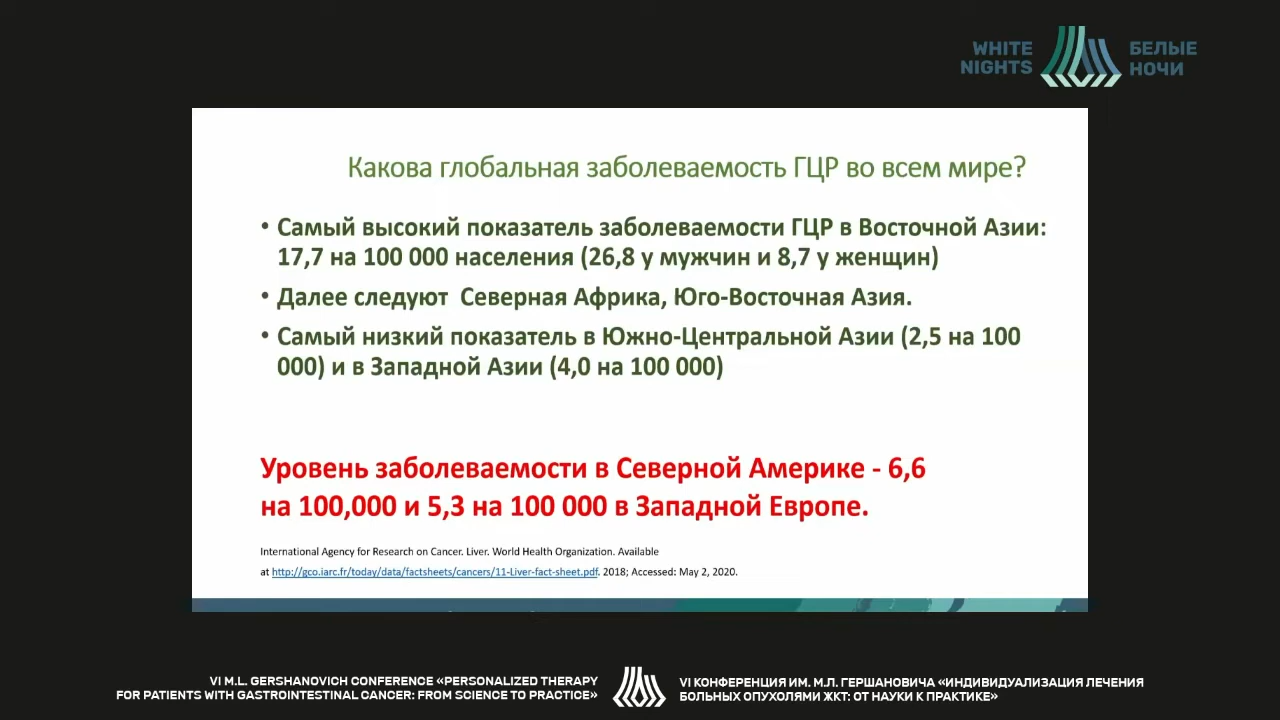 WHITE
NIGHTS
БЕЛЫЕ
НОЧИ
Какова глобальная заболеваемость ГЦР во всем мире?
• Самый высокий показатель заболеваемости ГЦР в Восточной Азии:
17,7 на 100 000 населения (26,8 у мужчин и 8,7 у женщин)
• Далее следуют Северная Африка, Юго-Восточная Азия.
• Самый низкий показатель в Южно-Центральной Азии (2,5 на 100
000) и в Западной Азии (4,0 на 100 000)
Уровень заболеваемости в Северной Америке - 6,6
на 100,000 и 5,3 на 100 000 в Западной Европе.
International Agency for Research on Cancer. Liver. World Health Organization. Available
at http://gco.iarc.fr/today/data/factsheets/cancers/11-Liver-fact-sheet.pdf. 2018; Accessed: May 2, 2020.
VI M.L. GERSHANOVICH CONFERENCE «PERSONALIZED THERAPY
FOR PATIENTS WITH GASTROINTESTINAL CANCER: FROM SCIENCE TO PRACTICE»
VI КОНФЕРЕНЦИЯ ИМ. М.Л. ГЕРШАНОВИЧА «ИНДИВИДУАЛИЗАЦИЯ ЛЕЧЕНИЯ
БОЛЬНЫХ ОПУХОЛЯМИ ЖКТ: ОТ НАУКИ К ПРАКТИКЕ»